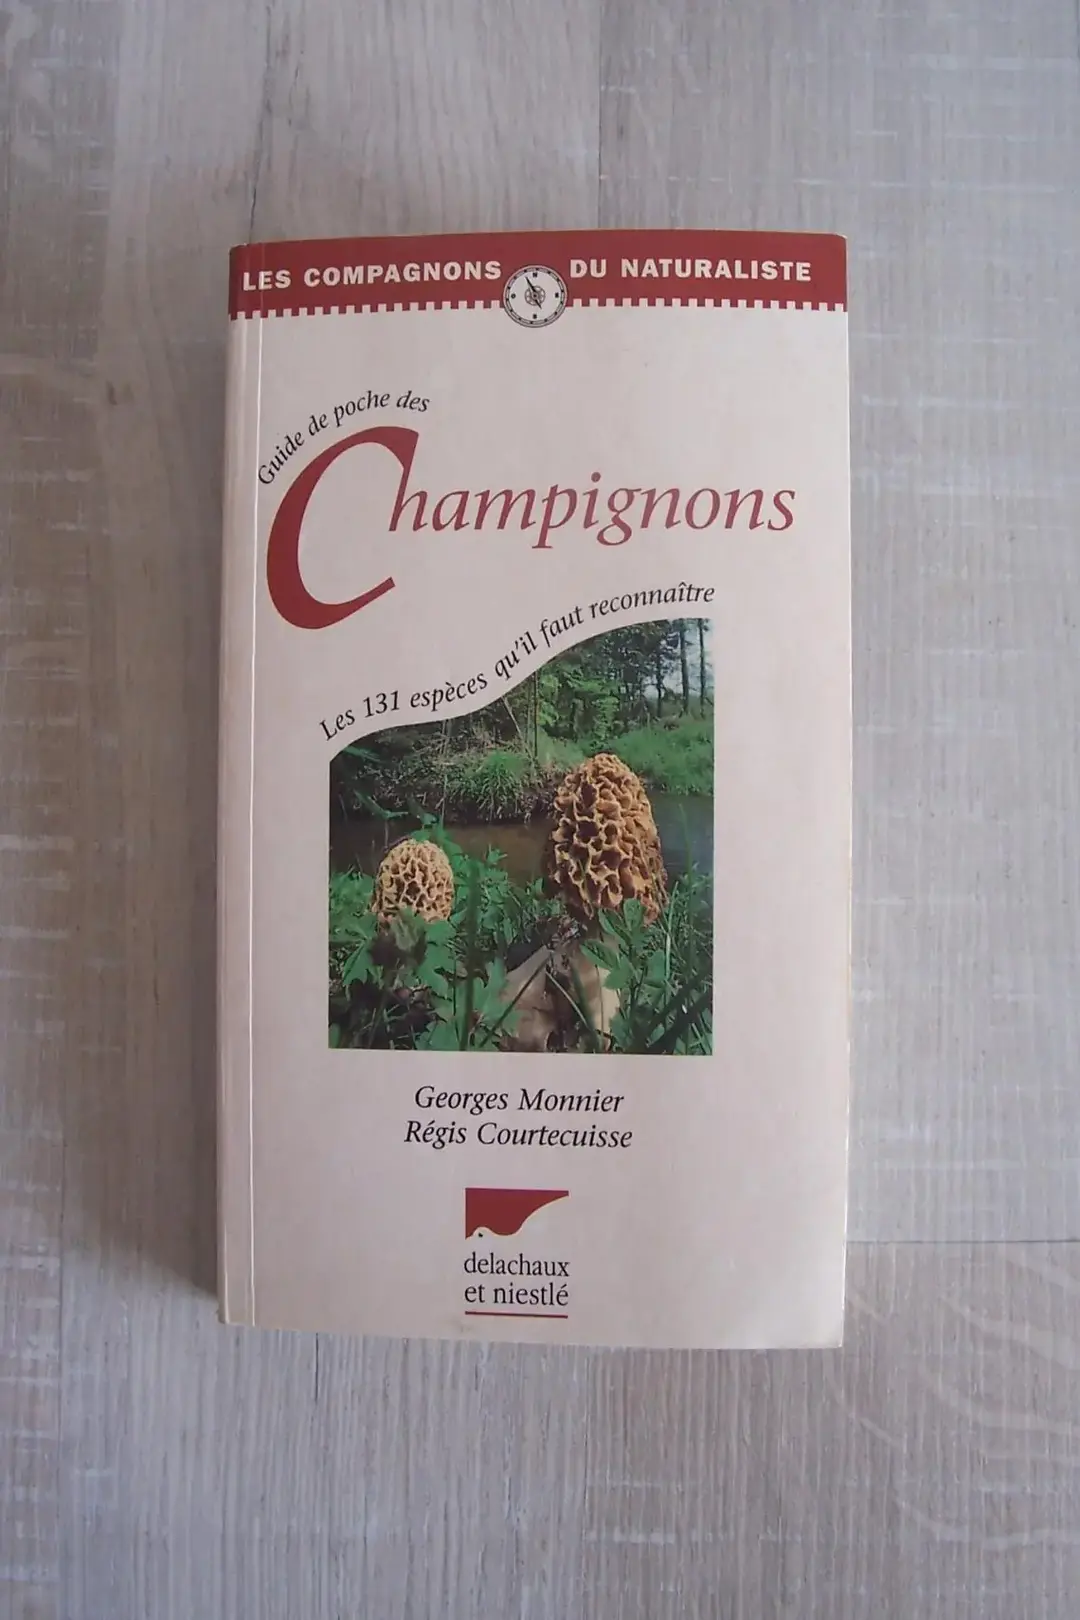 LES COMPAGNONS DU NATURALISTE
Guide de poche des
Champignons
Les 131 espèces qu'il faut reconnaître
Georges Monnier
Régis Courtecuisse
delachaux
et niestlé